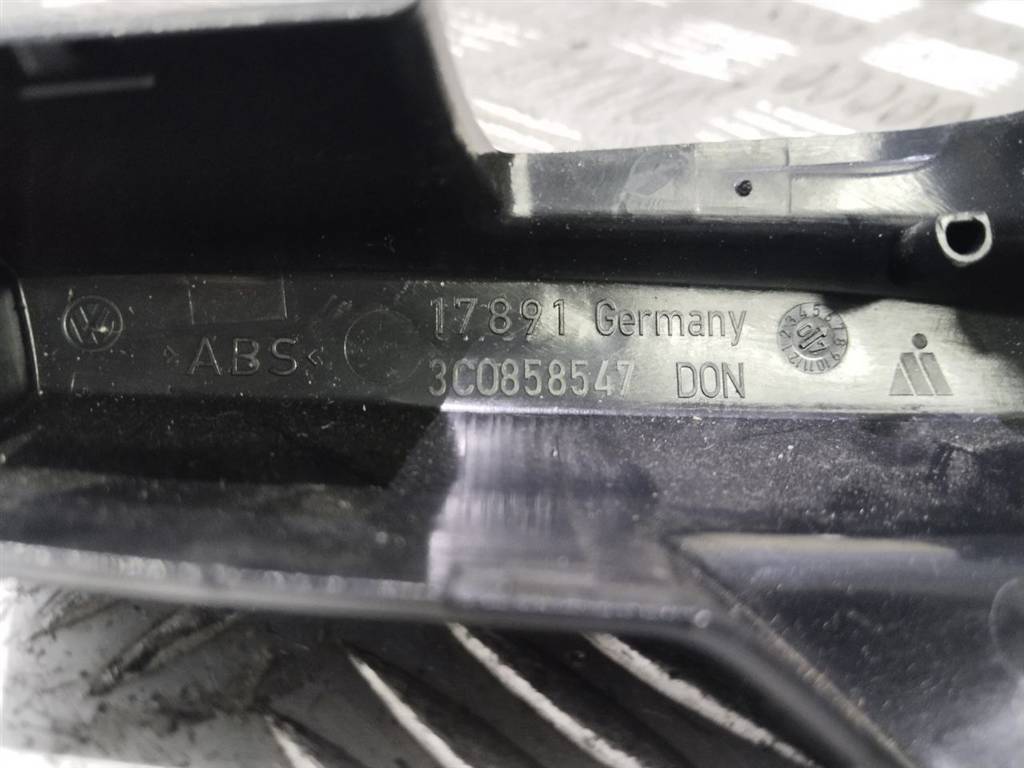 17891 Germany
>ABS<
3C0858547 DON